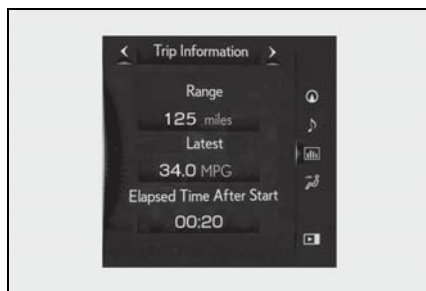 Trip Information
Range
125 miles
Latest
34.0 MPG
Elapsed Time After Start
00:20